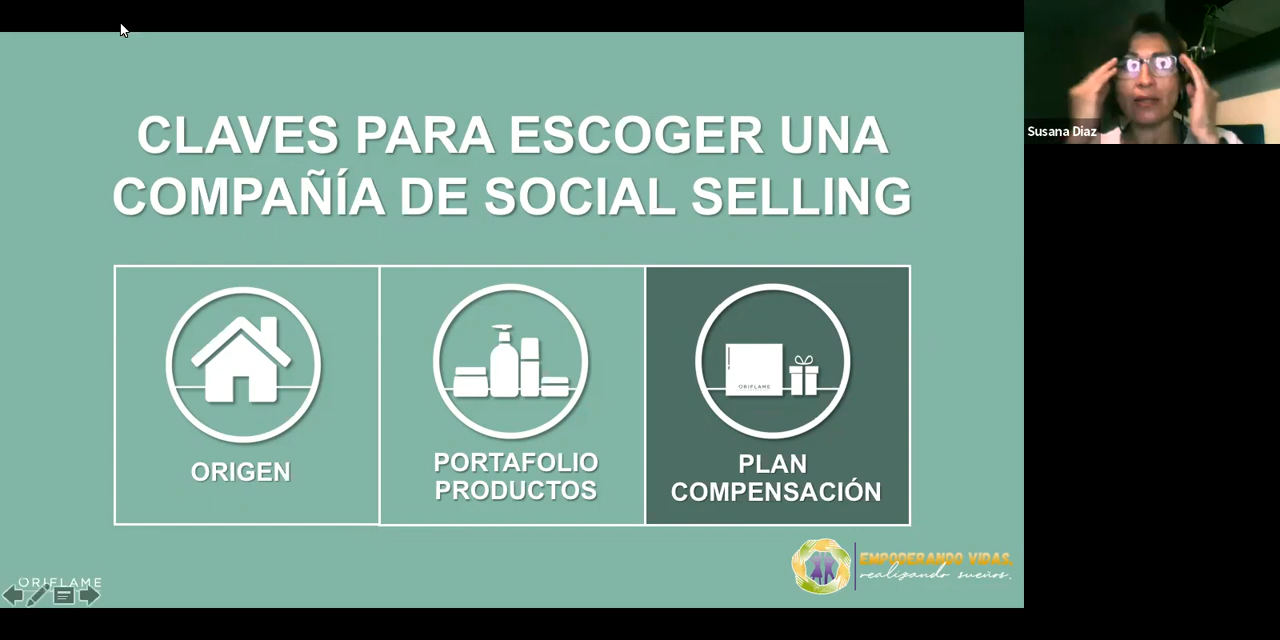 CLAVES PARA ESCOGER UNA
COMPAÑÍA DE SOCIAL SELLING
ORIGEN
PORTAFOLIO
PRODUCTOS
ORIFLAME
PLAN
COMPENSACIÓN
EMPODERANDO VIDAS,
realizando sueños.
ORIFLAME
Susana Diaz